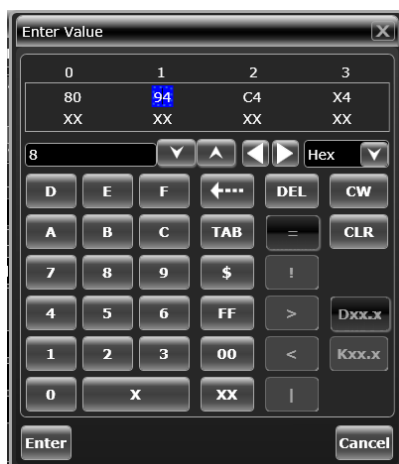 Enter Value X
0 1 2 3
80 94 C4 X4
XX XX XX XX
8 Hex
D E F DEL CW
A B C TAB = CLR
7 8 9 $ !
4 5 6 FF > Dxx.x
1 2 3 00 < Kxx.x
0 X XX |
Enter Cancel